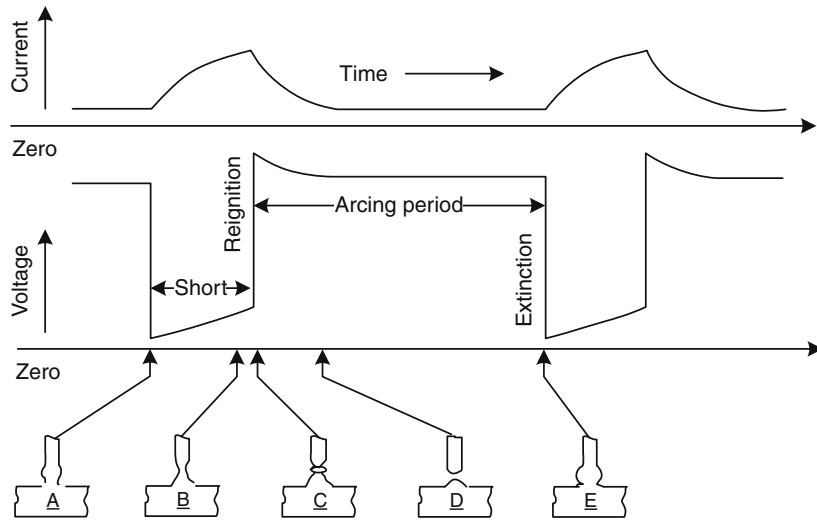 Current
Time
Zero
Reignition
Arcing period
Voltage
Short
Extinction
Zero
A
B
C
D
E